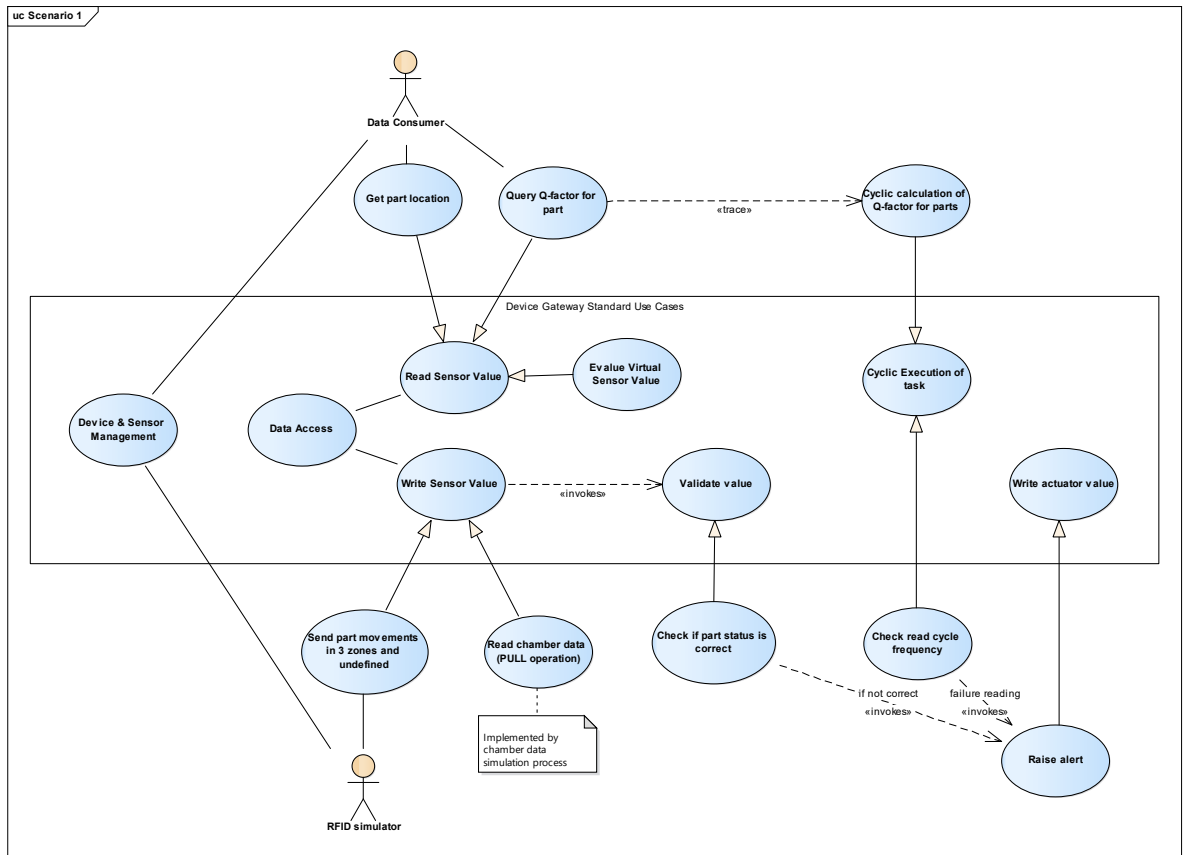 uc Scenario 1
Data Consumer
Get part location
Query Q-factor for
part
«trace»
Cyclic calculation of
Q-factor for parts
Device Gateway Standard Use Cases
Read Sensor Value
Evalue Virtual
Sensor Value
Cyclic Execution of
task
Device & Sensor
Management
Data Access
Write Sensor Value
«invokes»
Validate value
Write actuator value
Send part movements
in 3 zones and
undefined
Read chamber data
(PULL operation)
Check if part status is
correct
Check read cycle
frequency
if not correct
«invokes»
failure reading
«invokes»
Implemented by
chamber data
simulation process
Raise alert
RFID simulator